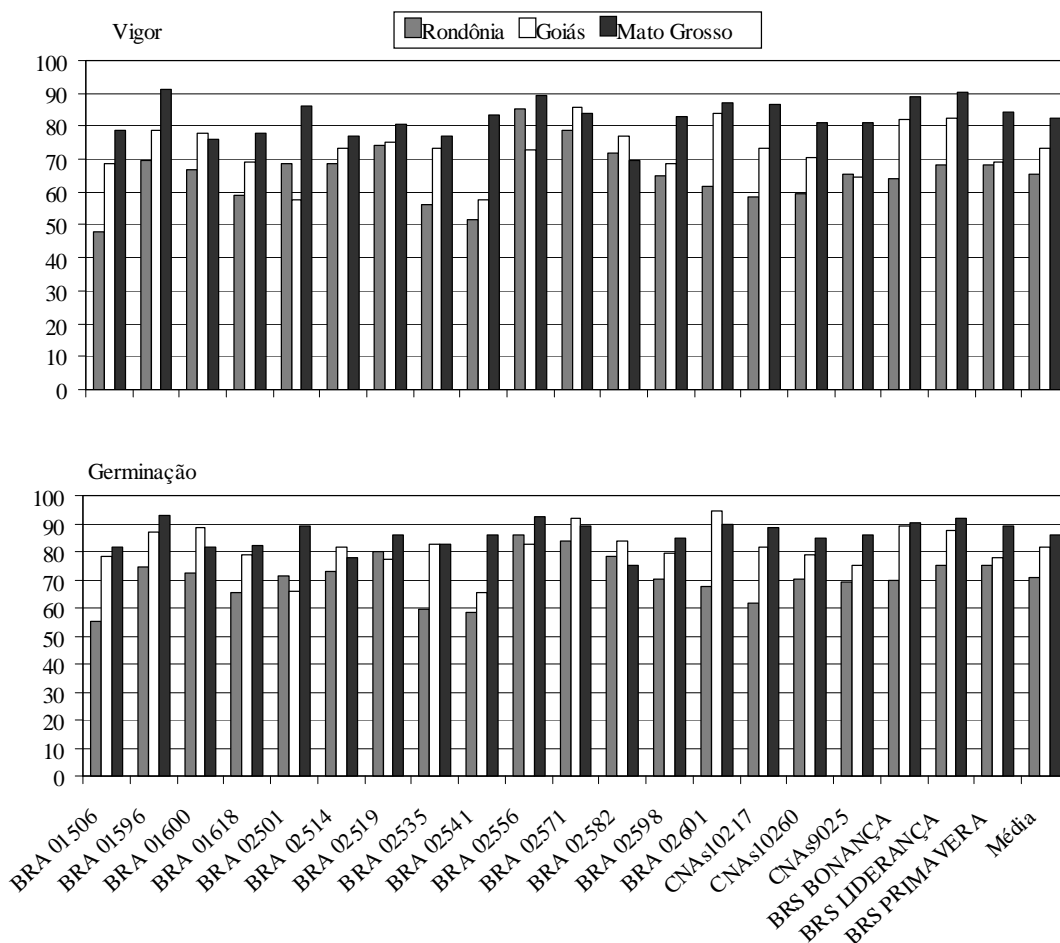 Vigor
Rondônia Goiás Mato Grosso
100
90
80
70
60
50
40
30
20
10
0
Germinação
100
90
80
70
60
50
40
30
20
10
0
BRA 01506
BRA 01596
BRA 01600
BRA 01618
BRA 02501
BRA 02514
BRA 02519
BRA 02535
BRA 02541
BRA 02556
BRA 02571
BRA 02582
BRA 02598
BRA 02601
CNAs10217
CNAs10260
CNAs9025
BRS BONANÇA
BRS LIDERANÇA
BRS PRIMAVERA
Média